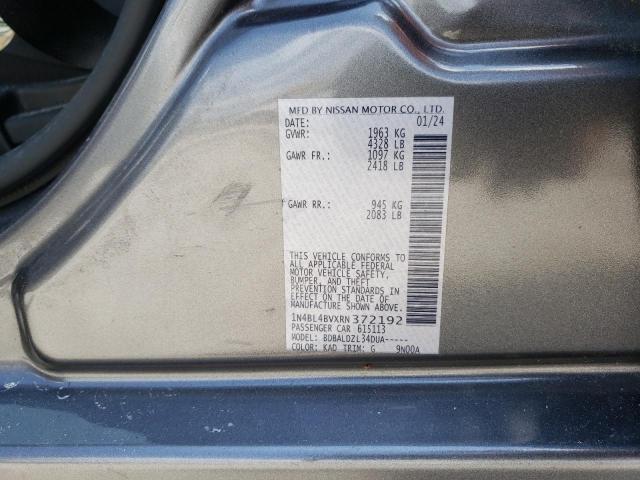 MFD BY NISSAN MOTOR CO., LTD.
DATE: 01/24
GVWR: 1963 KG
4328 LB
GAWR FR.: 1097 KG
2418 LB
GAWR RR.: 945 KG
2083 LB
THIS VEHICLE CONFORMS TO
ALL APPLICABLE FEDERAL
MOTOR VEHICLE SAFETY,
BUMPER, AND THEFT
PREVENTION STANDARDS IN
EFFECT ON THE DATE OF
MANUFACTURE SHOWN ABOVE.
1N4BL4BVXRN372192
PASSENGER CAR 615113
MODEL: BDBALDZL34DUA-----
COLOR: KAD TRIM: G 9N00A